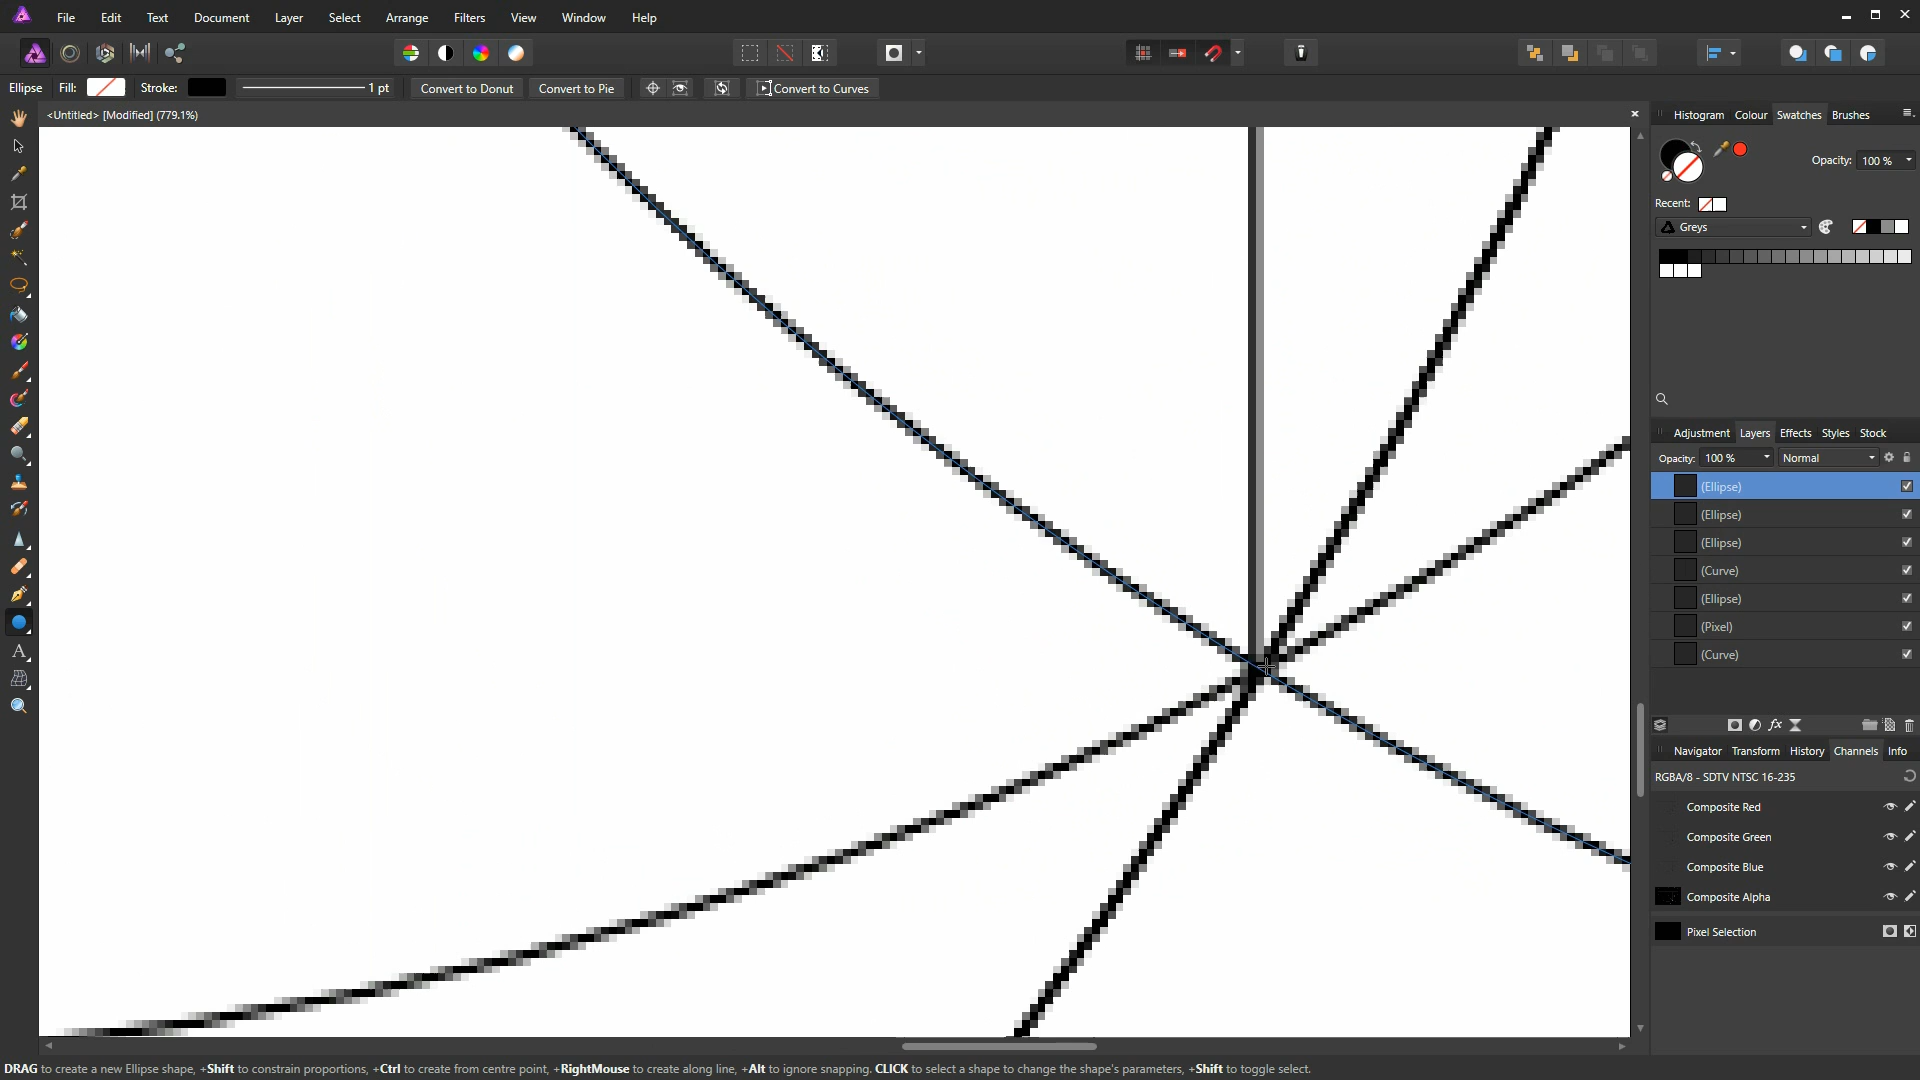 File Edit Text Document Layer Select Arrange Filters View Window Help
Ellipse Fill: Stroke: 1 pt Convert to Donut Convert to Pie Convert to Curves
<Untitled> [Modified] (779.1%)
Histogram Colour Swatches Brushes
Opacity: 100 %
Recent:
Greys
Adjustment Layers Effects Styles Stock
Opacity: 100 % Normal
(Ellipse)
(Ellipse)
(Ellipse)
(Curve)
(Ellipse)
(Pixel)
(Curve)
Navigator Transform History Channels Info
RGBA/8 - SDTV NTSC 16-235
Composite Red
Composite Green
Composite Blue
Composite Alpha
Pixel Selection
DRAG to create a new Ellipse shape, +Shift to constrain proportions, +Ctrl to create from centre point, +RightMouse to create along line, +Alt to ignore snapping. CLICK to select a shape to change the shape's parameters, +Shift to toggle select.